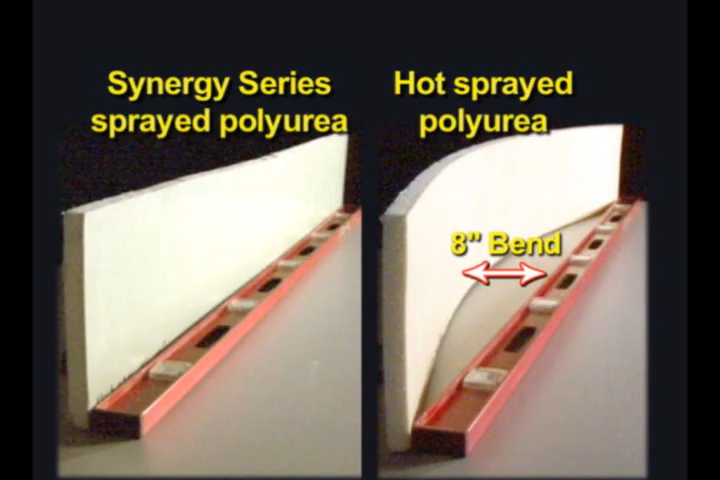 Synergy Series
sprayed polyurea
Hot sprayed
polyurea
8" Bend